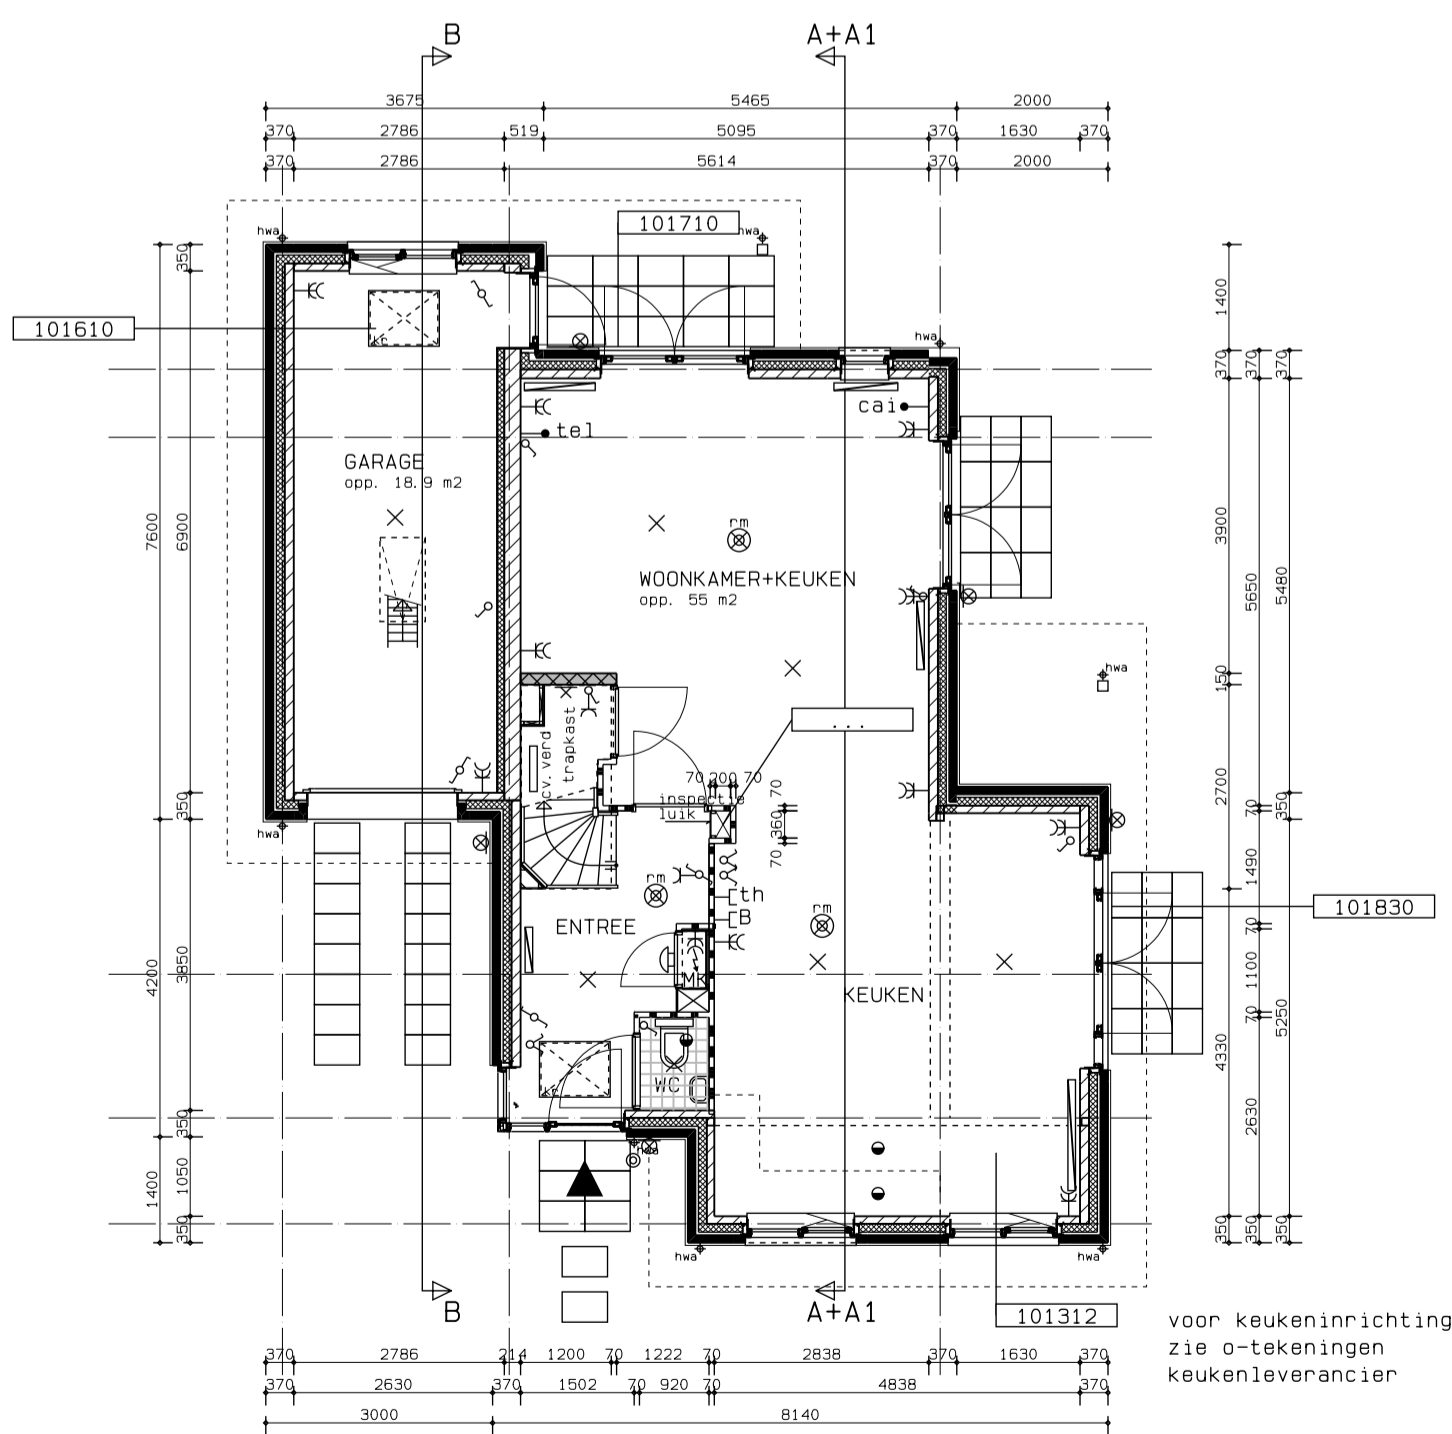 B
A+A1
3675
5465
2000
370
2786
519
5095
370
1630
370
370
2786
5614
370
2000
101710
hwa
hwa
101610
kr
hwa
350
1400
370
370
370
cai
tel
GARAGE
opp. 18.9 m2
7600
6900
rm
3900
5650
5480
WOONKAMER+KEUKEN
opp. 55 m2
150
hwa
...
cv. verd
trapkast
70
200
70
70
inspectie
luik
360
70
2700
70
350
350
hwa
1490
rm
th
B
rm
ENTREE
101830
70
1100
70
MK
KEUKEN
4200
3850
4330
5250
WC
kr
350
2630
hwa
1400
1050
350
350
350
350
hwa
hwa
B
A+A1
101312
voor keukeninrichting
zie o-tekeningen
keukenleverancier
370
2786
214
1200
70
1222
70
2838
370
1630
370
370
2630
370
1502
70
920
70
4838
370
3000
8140